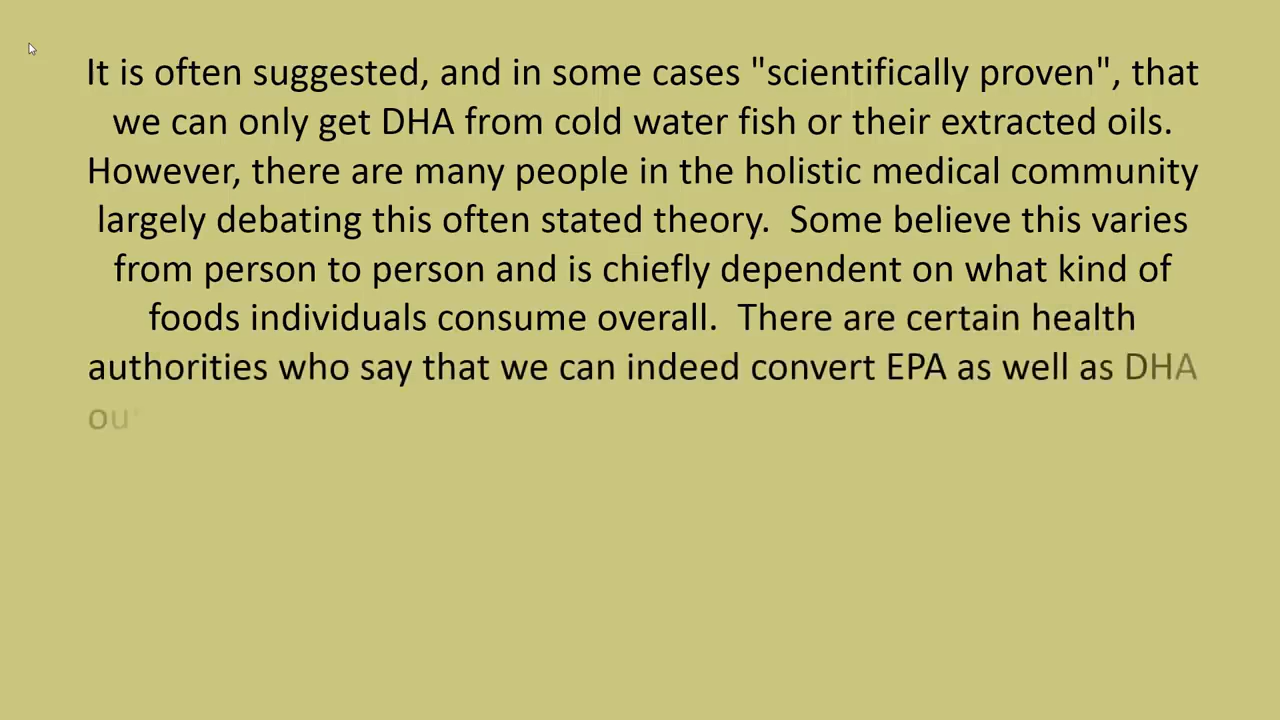 It is often suggested, and in some cases "scientifically proven", that
we can only get DHA from cold water fish or their extracted oils.
However, there are many people in the holistic medical community
largely debating this often stated theory.  Some believe this varies
from person to person and is chiefly dependent on what kind of
foods individuals consume overall.  There are certain health
authorities who say that we can indeed convert EPA as well as DHA